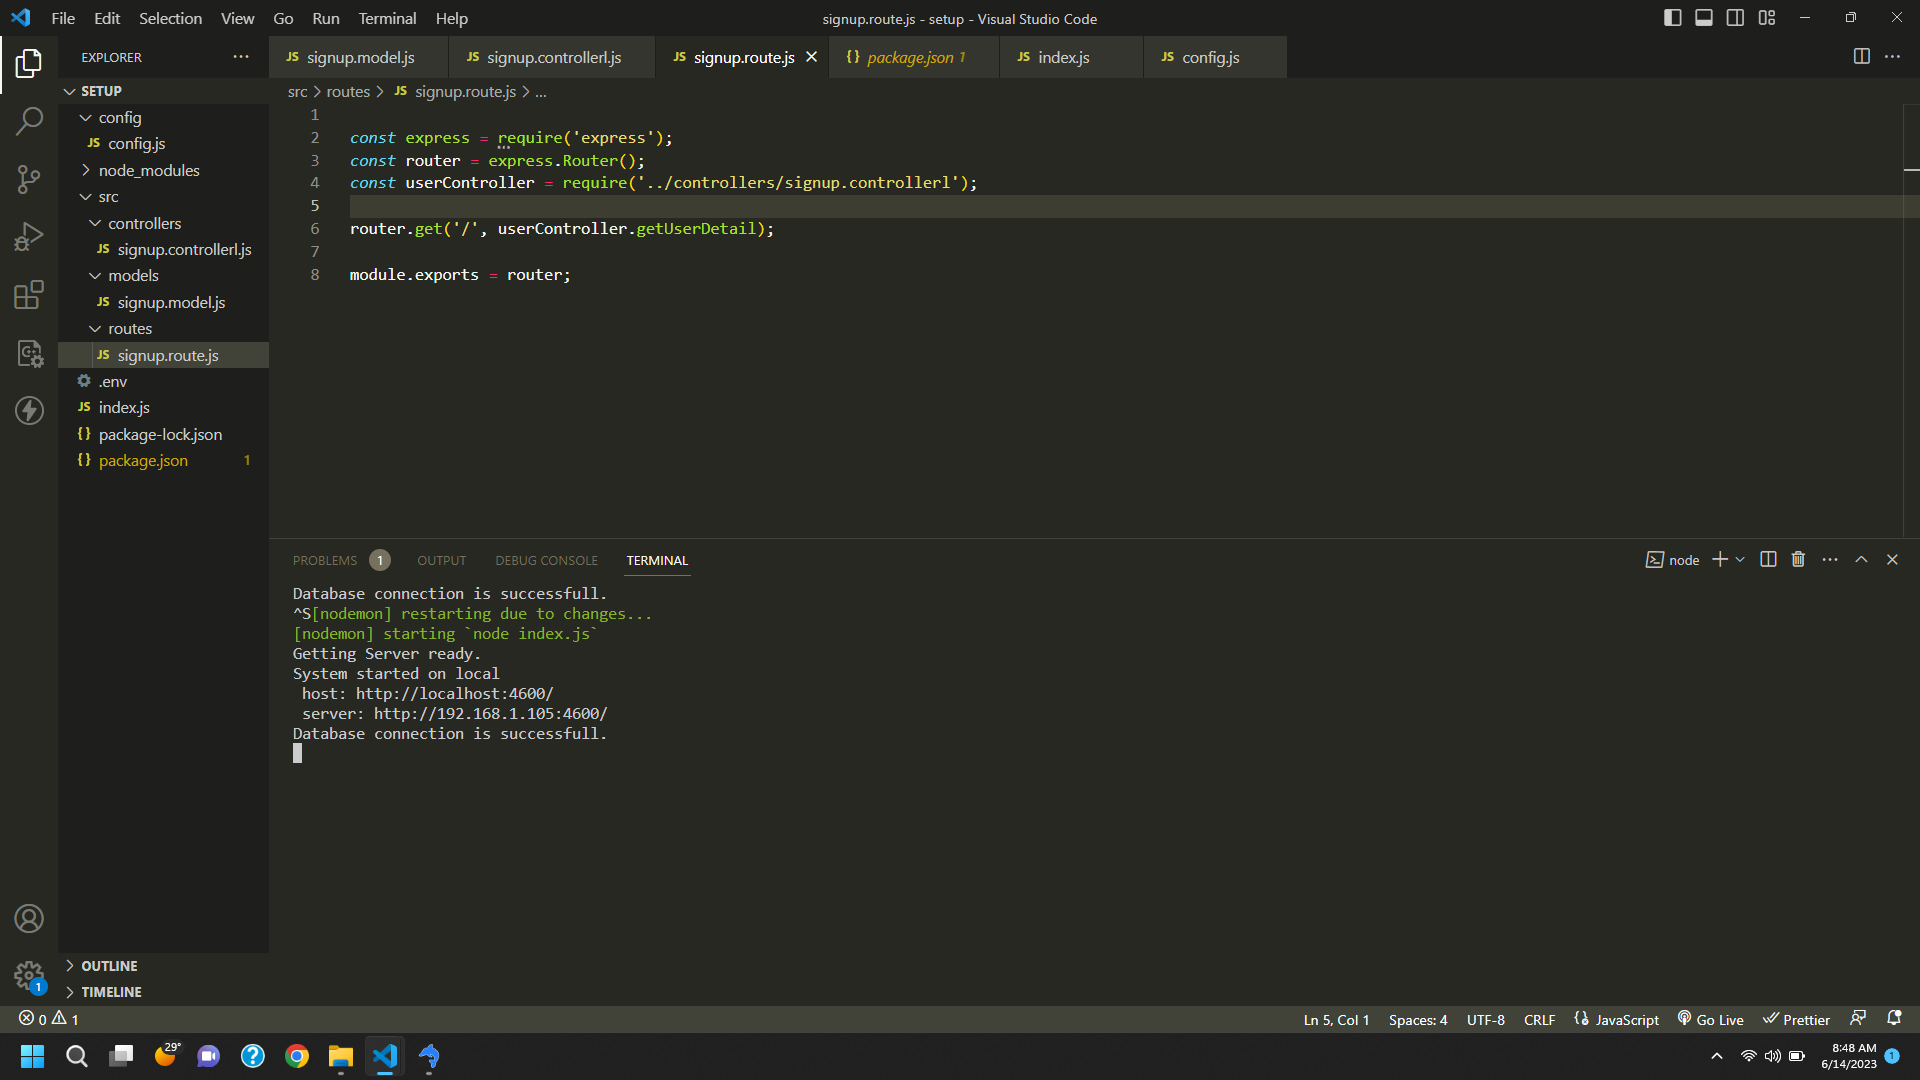 File Edit Selection View Go Run Terminal Help
signup.route.js - setup - Visual Studio Code
EXPLORER
JS signup.model.js
JS signup.controllerl.js
JS signup.route.js
{} package.json 1
JS index.js
JS config.js
SETUP
config
JS config.js
node_modules
src
controllers
JS signup.controllerl.js
models
JS signup.model.js
routes
JS signup.route.js
.env
JS index.js
{} package-lock.json
{} package.json 1
OUTLINE
TIMELINE
src > routes > JS signup.route.js > ...
1
2 const express = require('express');
3 const router = express.Router();
4 const userController = require('../controllers/signup.controllerl');
5
6 router.get('/', userController.getUserDetail);
7
8 module.exports = router;
PROBLEMS 1 OUTPUT DEBUG CONSOLE TERMINAL
node
Database connection is successfull.
^S[nodemon] restarting due to changes...
[nodemon] starting `node index.js`
Getting Server ready.
System started on local
host: http://localhost:4600/
server: http://192.168.1.105:4600/
Database connection is successfull.
1
0 1
Ln 5, Col 1 Spaces: 4 UTF-8 CRLF {} JavaScript Go Live Prettier
29°
8:48 AM
6/14/2023
1